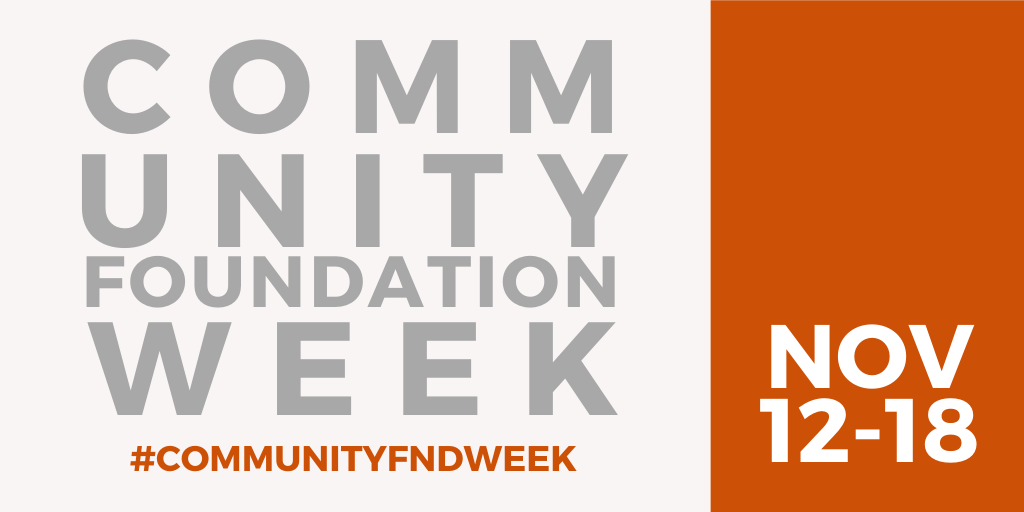 COMM
UNITY
FOUNDATION
WEEK
#COMMUNITYFNDWEEK
NOV
12-18